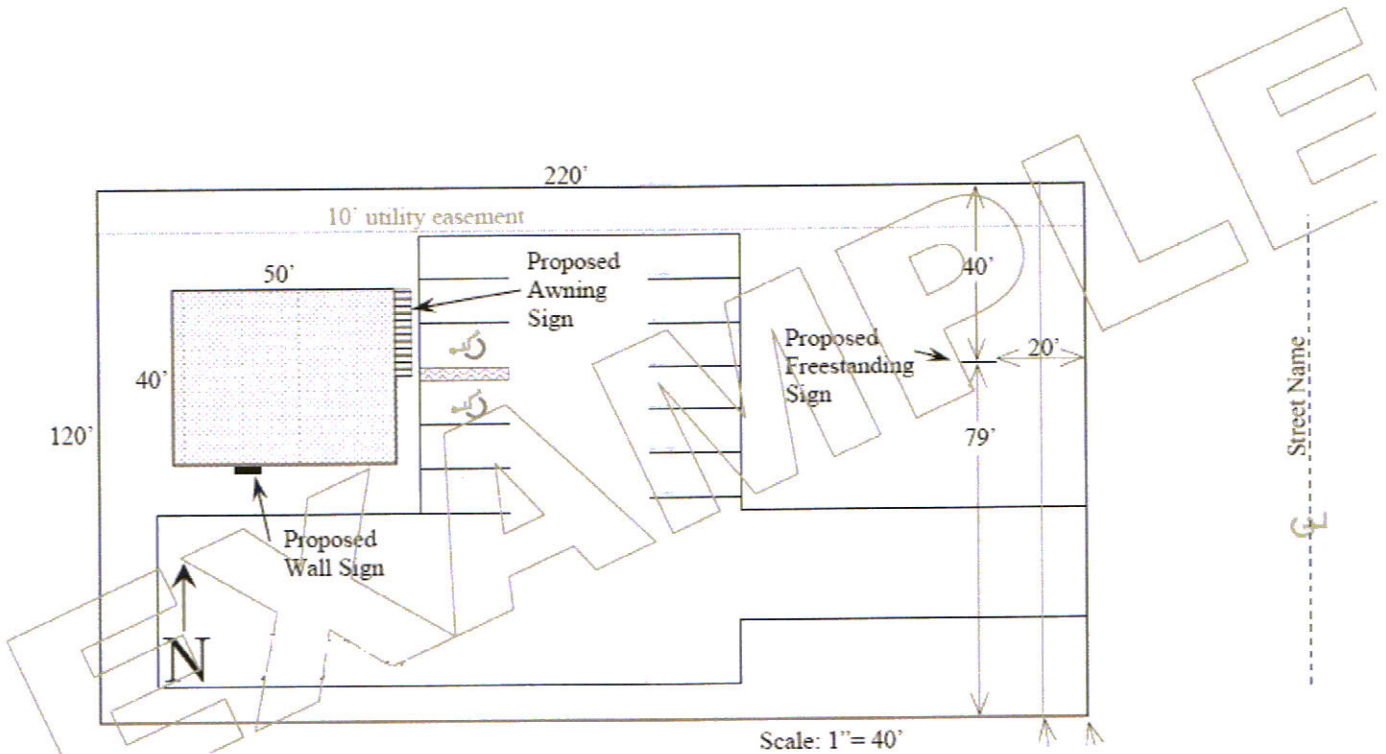 220’
10’ utility easement
50’
Proposed
Awning
Sign
40’
Proposed
Freestanding
Sign
20’
40’
120’
79’
Street Name
CL
Proposed
Wall Sign
N
Scale: 1”= 40’
EXAMPLE